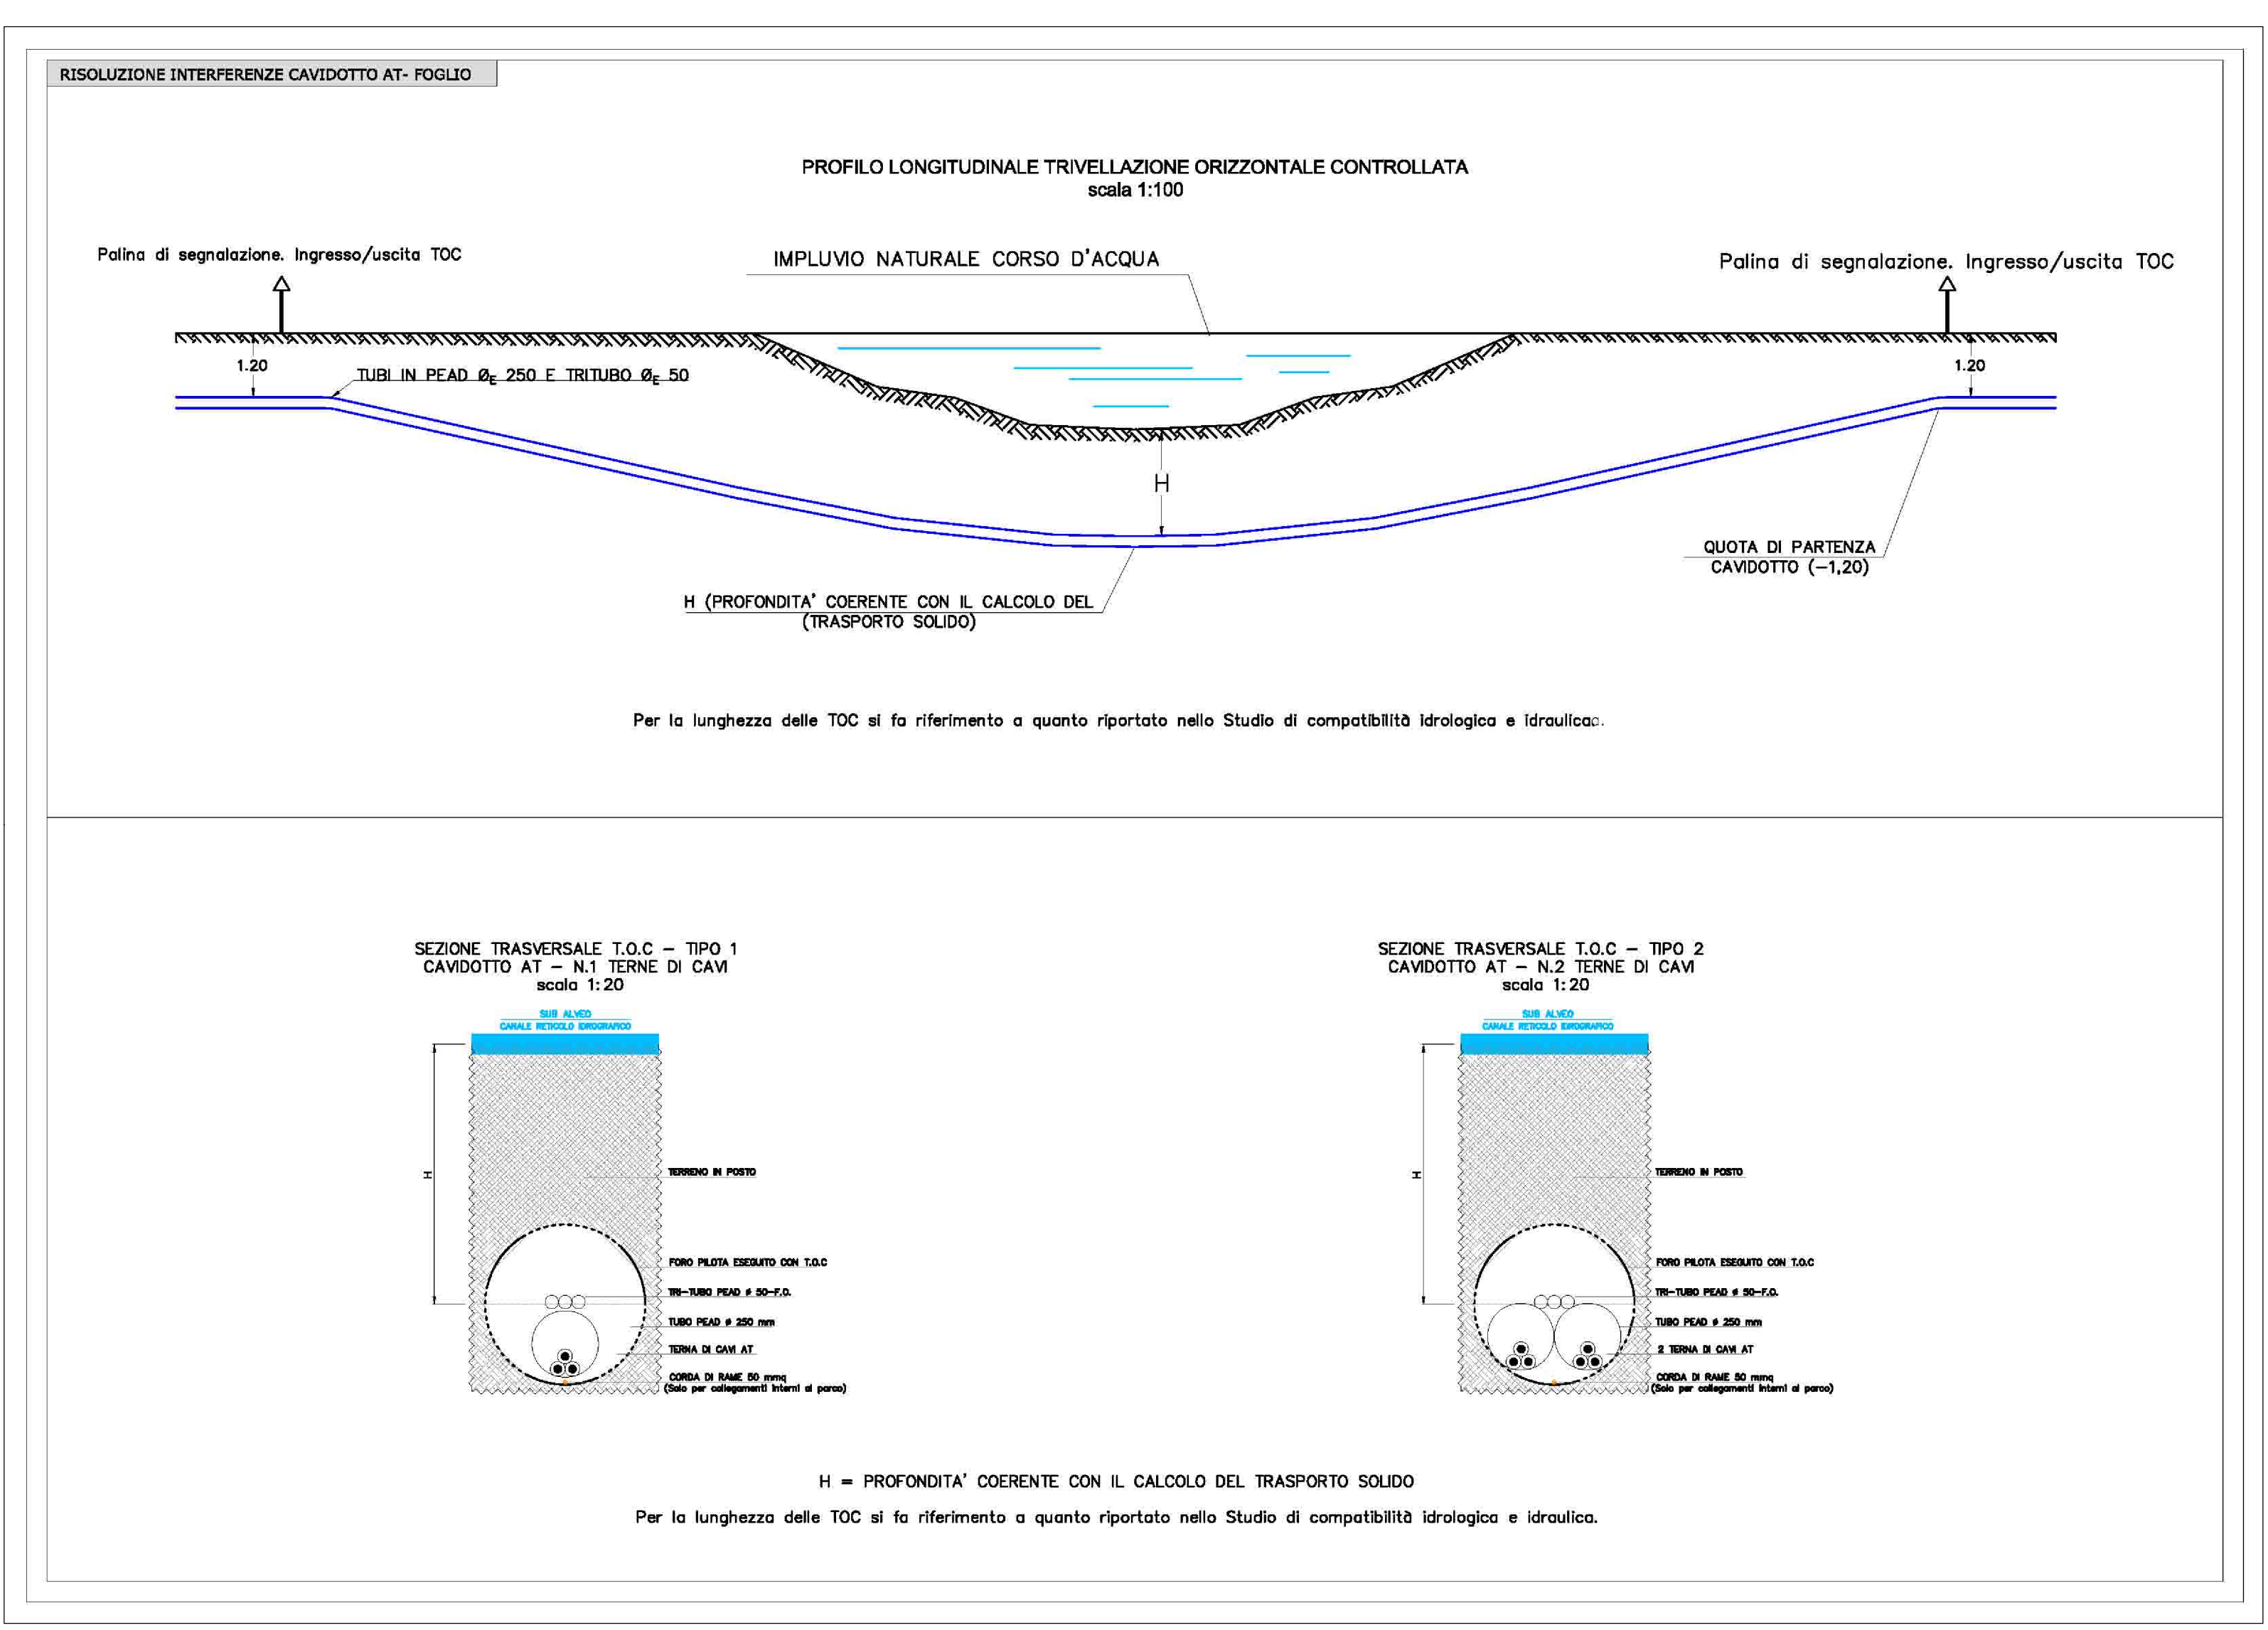 RISOLUZIONE INTERFERENZE CAVIDOTTO AT- FOGLIO
PROFILO LONGITUDINALE TRIVELLAZIONE ORIZZONTALE CONTROLLATA
scala 1:100
Palina di segnalazione. Ingresso/uscita TOC
IMPLUVIO NATURALE CORSO D'ACQUA
Palina di segnalazione. Ingresso/uscita TOC
1.20
TUBI IN PEAD ØE 250 E TRITUBO ØE 50
1.20
H
QUOTA DI PARTENZA
CAVIDOTTO (-1,20)
H (PROFONDITA' COERENTE CON IL CALCOLO DEL
(TRASPORTO SOLIDO)
Per la lunghezza delle TOC si fa riferimento a quanto riportato nello Studio di compatibilità idrologica e idraulicaa.
SEZIONE TRASVERSALE T.O.C - TIPO 1
CAVIDOTTO AT - N.1 TERNE DI CAVI
scala 1:20
SUB ALVEO
CANALE RETICOLO IDROGRAFICO
H
TERRENO IN POSTO
FORO PILOTA ESEGUITO CON T.O.C
TRI-TUBO PEAD ø 50-F.O.
TUBO PEAD ø 250 mm
TERNA DI CAVI AT
CORDA DI RAME 50 mmq
(Solo per collegamenti interni al parco)
SEZIONE TRASVERSALE T.O.C - TIPO 2
CAVIDOTTO AT - N.2 TERNE DI CAVI
scala 1:20
SUB ALVEO
CANALE RETICOLO IDROGRAFICO
H
TERRENO IN POSTO
FORO PILOTA ESEGUITO CON T.O.C
TRI-TUBO PEAD ø 50-F.O.
TUBO PEAD ø 250 mm
2 TERNA DI CAVI AT
CORDA DI RAME 50 mmq
(Solo per collegamenti interni al parco)
H = PROFONDITA' COERENTE CON IL CALCOLO DEL TRASPORTO SOLIDO
Per la lunghezza delle TOC si fa riferimento a quanto riportato nello Studio di compatibilità idrologica e idraulica.